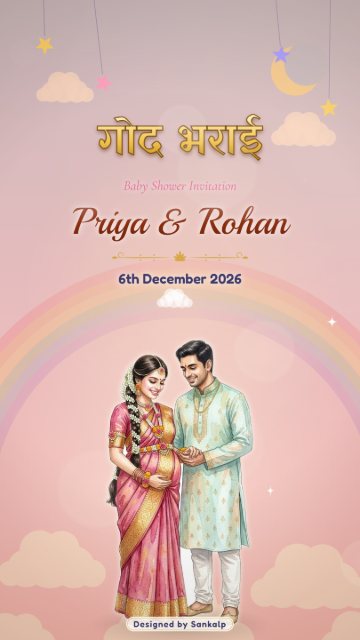 गोद भराई
Baby Shower Invitation
Priya & Rohan
6th December 2026
Designed by Sankalp